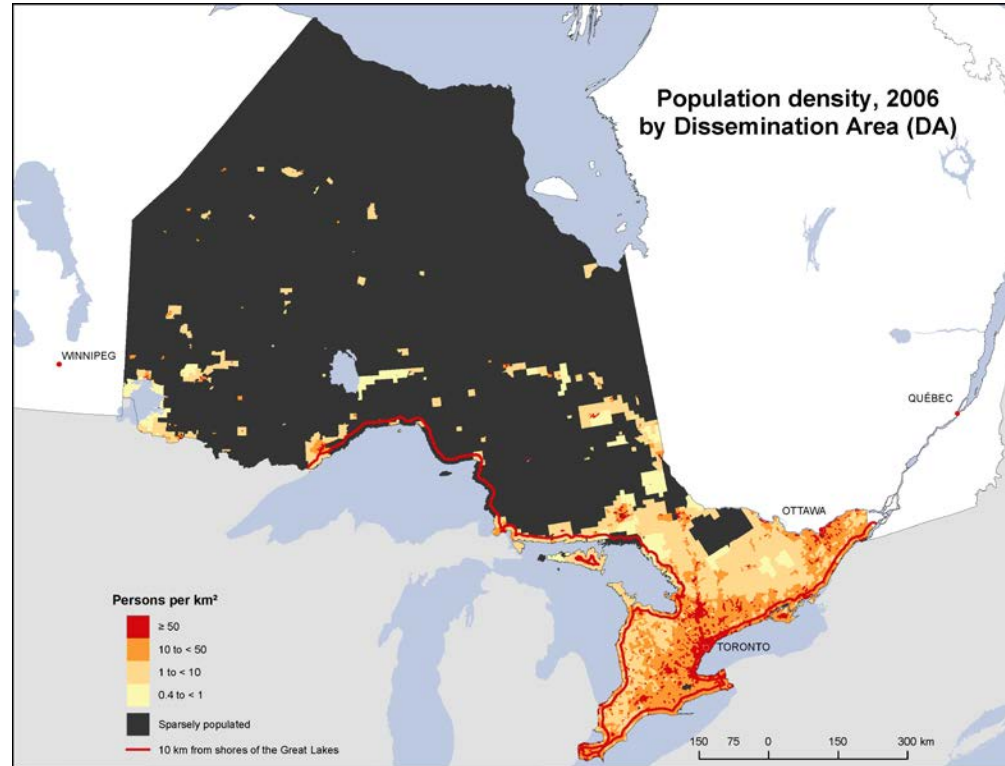 Population density, 2006
by Dissemination Area (DA)
WINNIPEG
QUÉBEC
OTTAWA
TORONTO
Persons per km²
≥ 50
10 to < 50
1 to < 10
0.4 to < 1
Sparsely populated
10 km from shores of the Great Lakes
150 75 0 150 300 km